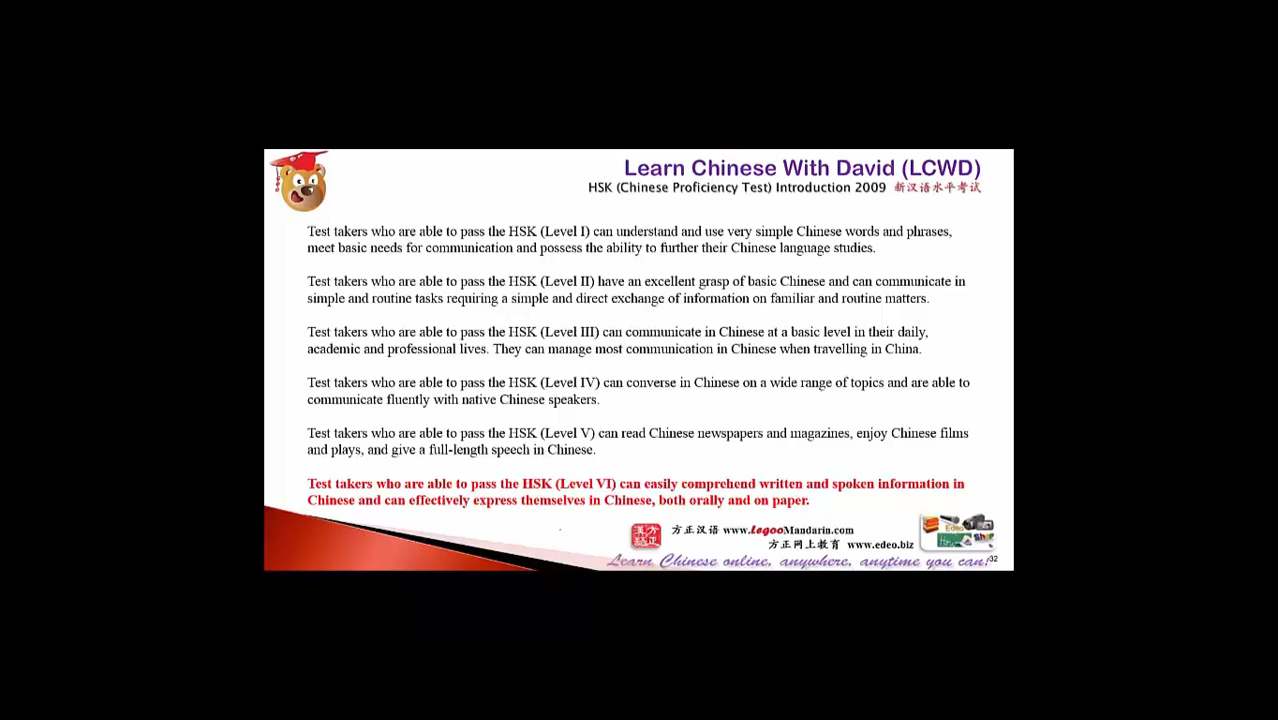 Learn Chinese With David (LCWD)
HSK (Chinese Proficiency Test) Introduction 2009 新汉语水平考试
Test takers who are able to pass the HSK (Level I) can understand and use very simple Chinese words and phrases,
meet basic needs for communication and possess the ability to further their Chinese language studies.
Test takers who are able to pass the HSK (Level II) have an excellent grasp of basic Chinese and can communicate in
simple and routine tasks requiring a simple and direct exchange of information on familiar and routine matters.
Test takers who are able to pass the HSK (Level III) can communicate in Chinese at a basic level in their daily,
academic and professional lives. They can manage most communication in Chinese when travelling in China.
Test takers who are able to pass the HSK (Level IV) can converse in Chinese on a wide range of topics and are able to
communicate fluently with native Chinese speakers.
Test takers who are able to pass the HSK (Level V) can read Chinese newspapers and magazines, enjoy Chinese films
and plays, and give a full-length speech in Chinese.
Test takers who are able to pass the HSK (Level VI) can easily comprehend written and spoken information in
Chinese and can effectively express themselves in Chinese, both orally and on paper.
方正汉语 www.LegooMandarin.com
方正网上教育 www.edeo.biz
Edeo
Learn Chinese online, anywhere, anytime you can!
32